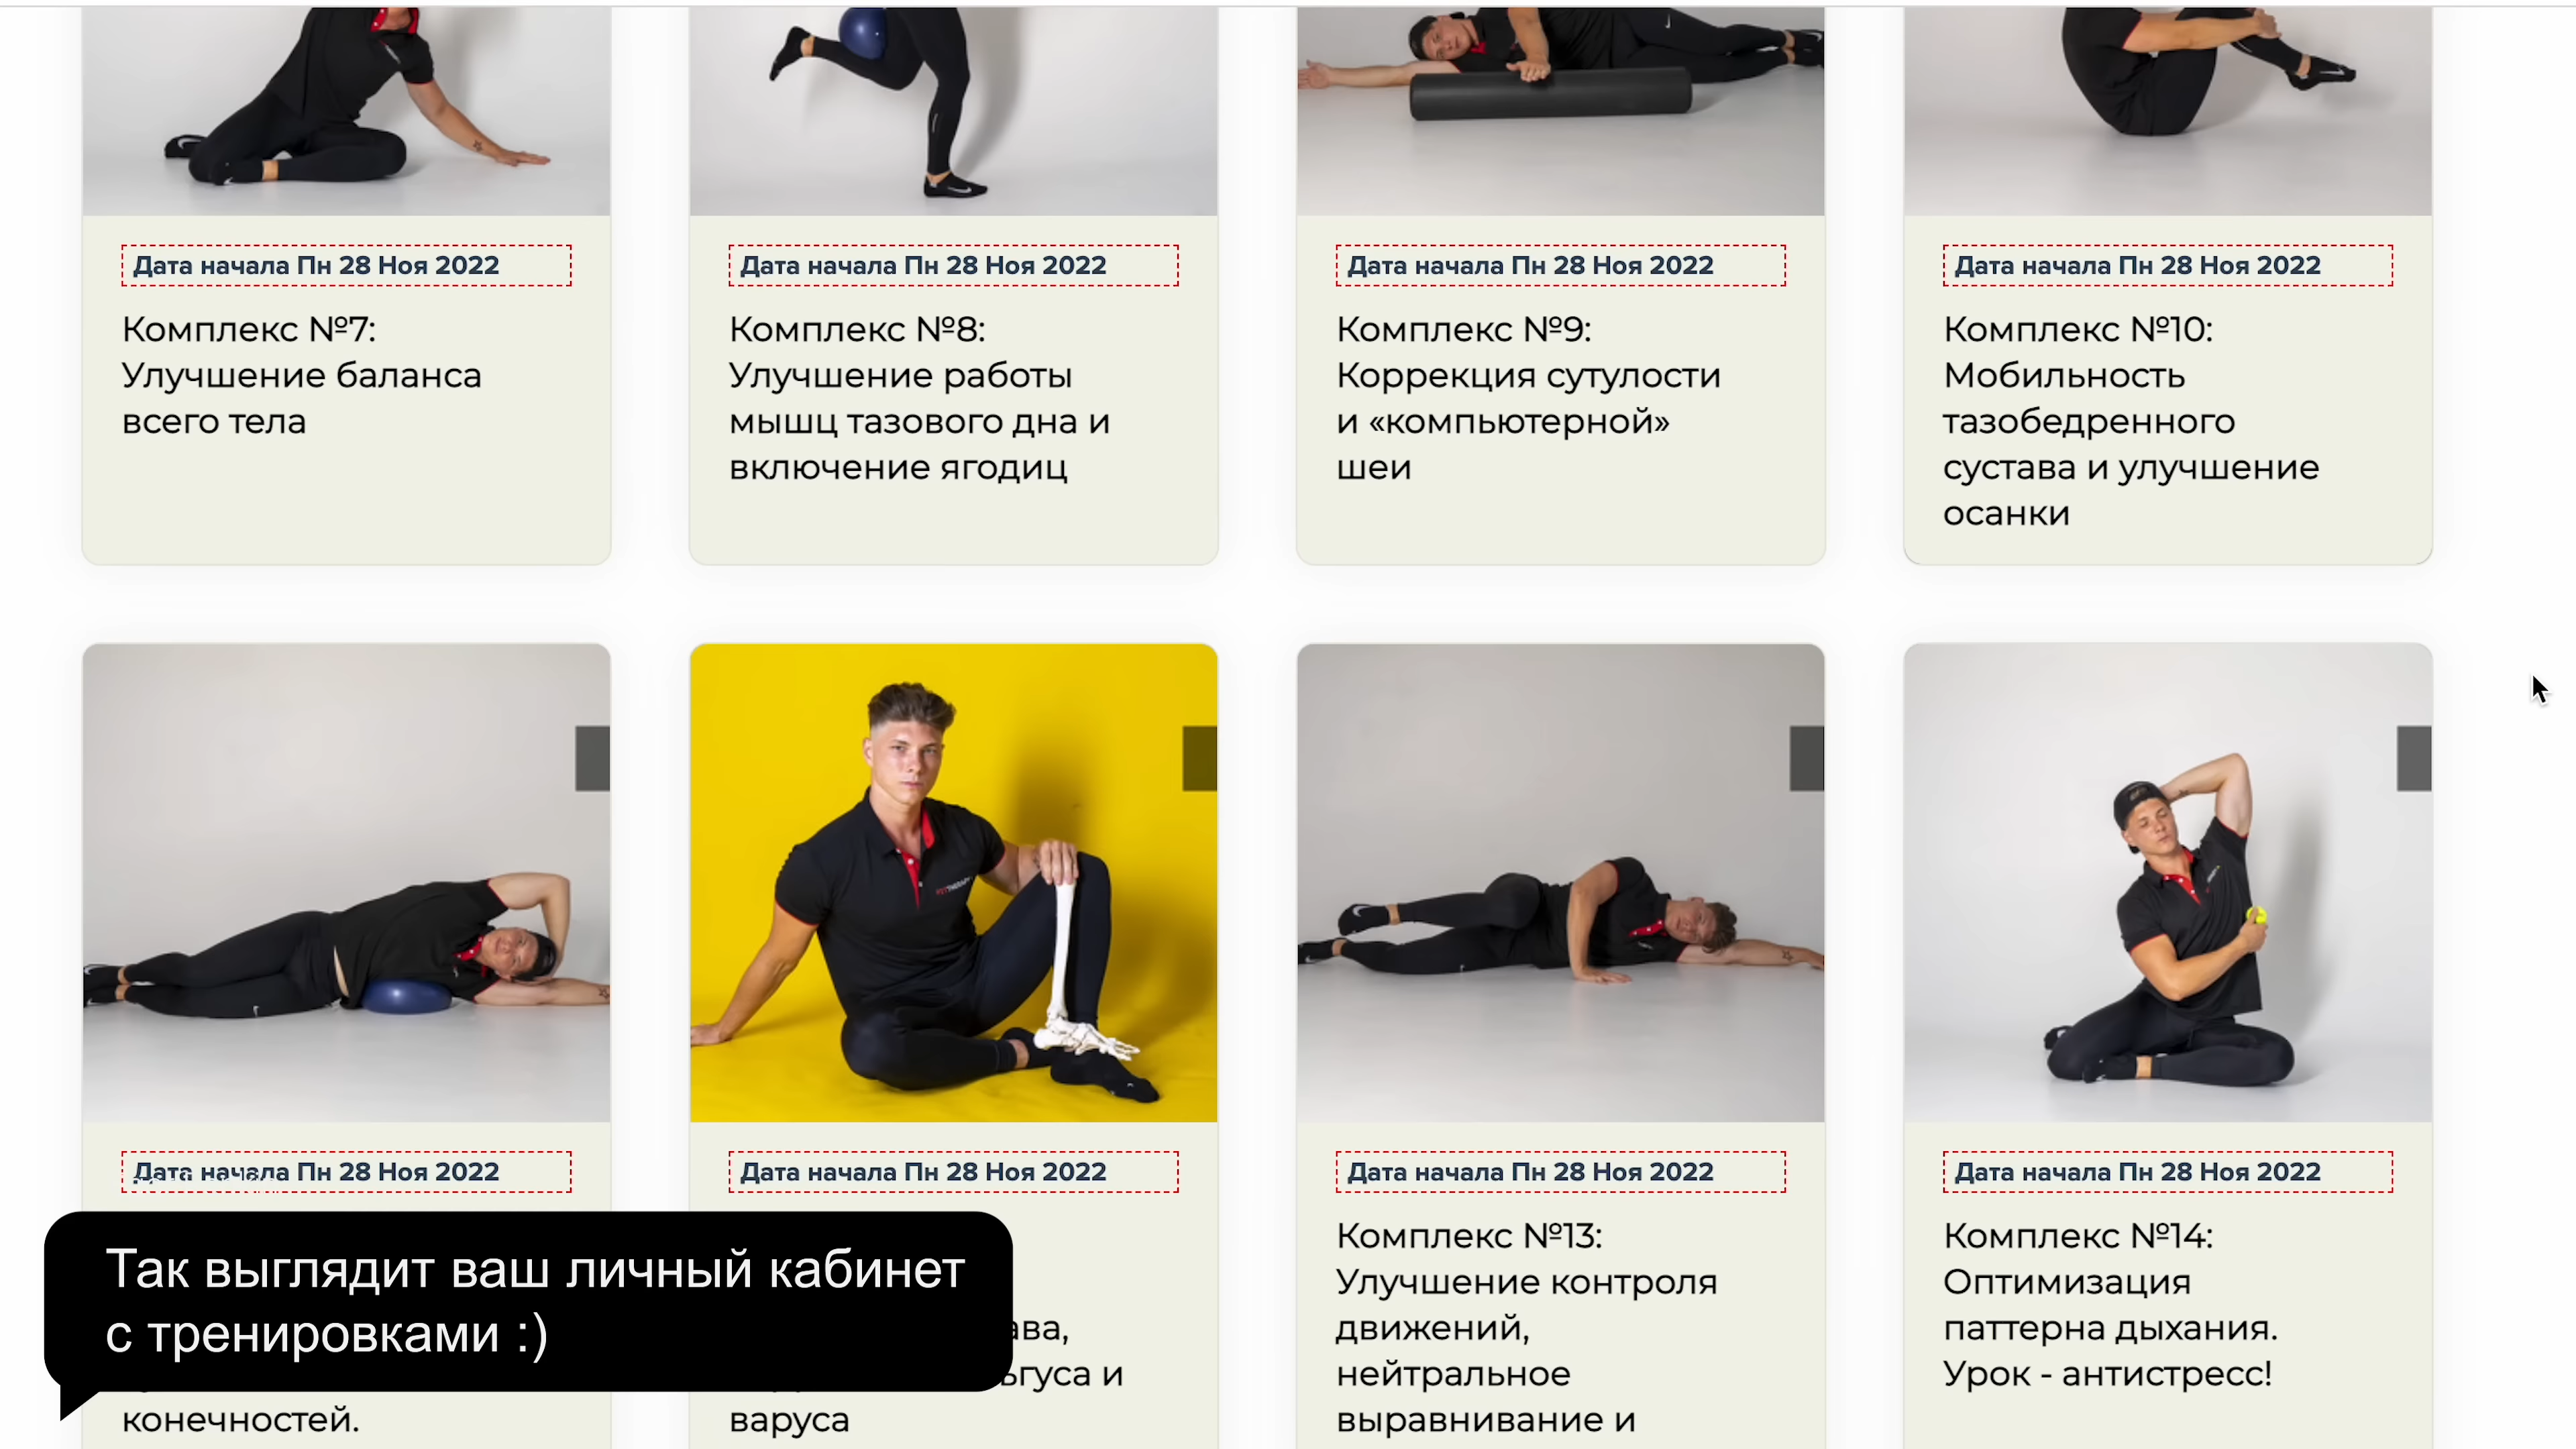 Дата начала Пн 28 Ноя 2022
Комплекс №7:
Улучшение баланса
всего тела
Дата начала Пн 28 Ноя 2022
Комплекс №8:
Улучшение работы
мышц тазового дна и
включение ягодиц
Дата начала Пн 28 Ноя 2022
Комплекс №9:
Коррекция сутулости
и «компьютерной»
шеи
Дата начала Пн 28 Ноя 2022
Комплекс №10:
Мобильность
тазобедренного
сустава и улучшение
осанки
Дата начала Пн 28 Ноя 2022
конечностей.
Дата начала Пн 28 Ноя 2022
и
варуса
Дата начала Пн 28 Ноя 2022
Комплекс №13:
Улучшение контроля
движений,
нейтральное
выравнивание и
Дата начала Пн 28 Ноя 2022
Комплекс №14:
Оптимизация
паттерна дыхания.
Урок - антистресс!
Так выглядит ваш личный кабинет
с тренировками :)